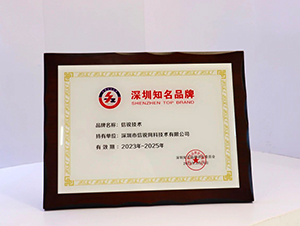 深圳知名品牌
SHENZHEN TOP BRAND
品牌名称：信锐技术
持有单位：深圳市信锐网科技术有限公司
有 效 期：2023年-2025年